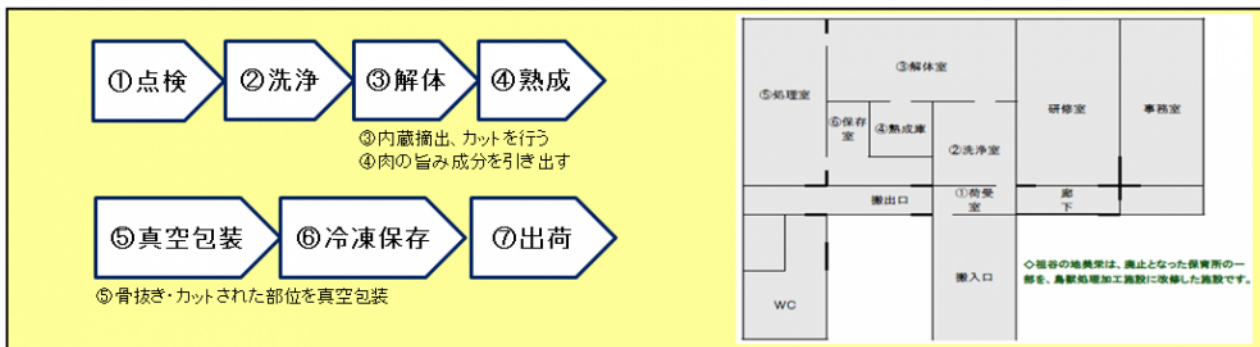 ①点検
②洗浄
③解体
④熟成
③内蔵摘出、カットを行う
④肉の旨み成分を引き出す
⑤真空包装
⑥冷凍保存
⑦出荷
⑤骨抜き・カットされた部位を真空包装
③解体室
⑤処理室
⑥保存
室
④熟成庫
②洗浄室
研修室
事務室
搬出口
①荷受
室
廊
下
搬入口
WC
◇祖谷の地美栄は、廃止となった保育所の一
部を、鳥獣処理加工施設に改修した施設です。